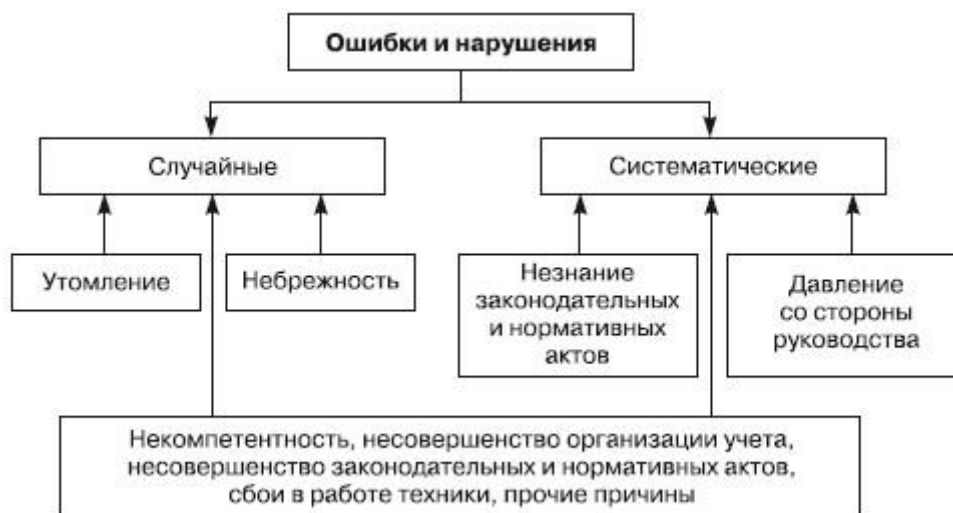 Ошибки и нарушения
Случайные
Систематические
Утомление
Небрежность
Незнание
законодательных
и нормативных
актов
Давление
со стороны
руководства
Некомпетентность, несовершенство организации учета,
несовершенство законодательных и нормативных актов,
сбои в работе техники, прочие причины